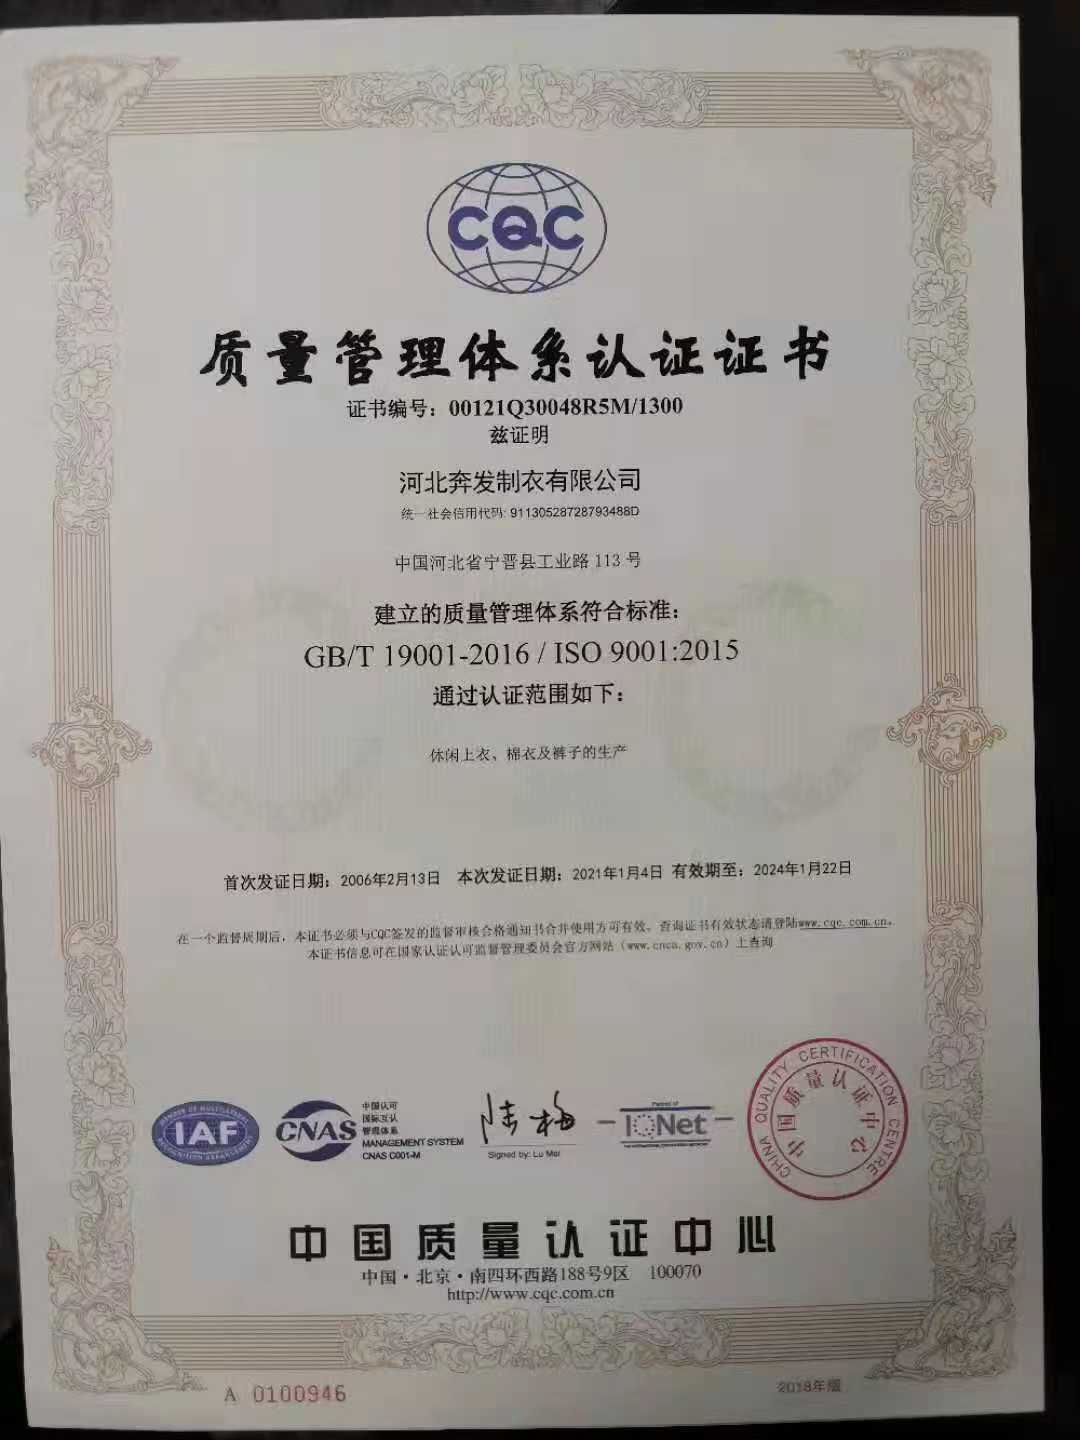 CQC
质量管理体系认证证书
证书编号：00121Q30048R5M/1300
兹证明
河北奔发制衣有限公司
统一社会信用代码: 91130528728793488D
中国河北省宁晋县工业路 113 号
建立的质量管理体系符合标准：
GB/T 19001-2016 / ISO 9001:2015
通过认证范围如下：
休闲上衣、棉衣及裤子的生产
首次发证日期：2006年2月13日 本次发证日期：2021年1月4日 有效期至：2024年1月22日
在一个监督周期后，本证书必须与CQC签发的监督审核合格通知书合并使用方可有效。查询证书有效状态请登陆www.cqc.com.cn。
本证书信息可在国家认证认可监督管理委员会官方网站（www.cnca.gov.cn）上查询
MEMBER OF MULTILATERAL
IAF
RECOGNITION ARRANGEMENT
CNAS
中国认可
国际互认
管理体系
MANAGEMENT SYSTEM
CNAS C001-M
陆梅
Signed by: Lu Mei
Partner of
IQNet
CHINA QUALITY CERTIFICATION CENTRE
中国质量认证中心
中国质量认证中心
中国·北京·南四环西路188号9区 100070
http://www.cqc.com.cn
A 0100946
2018年版